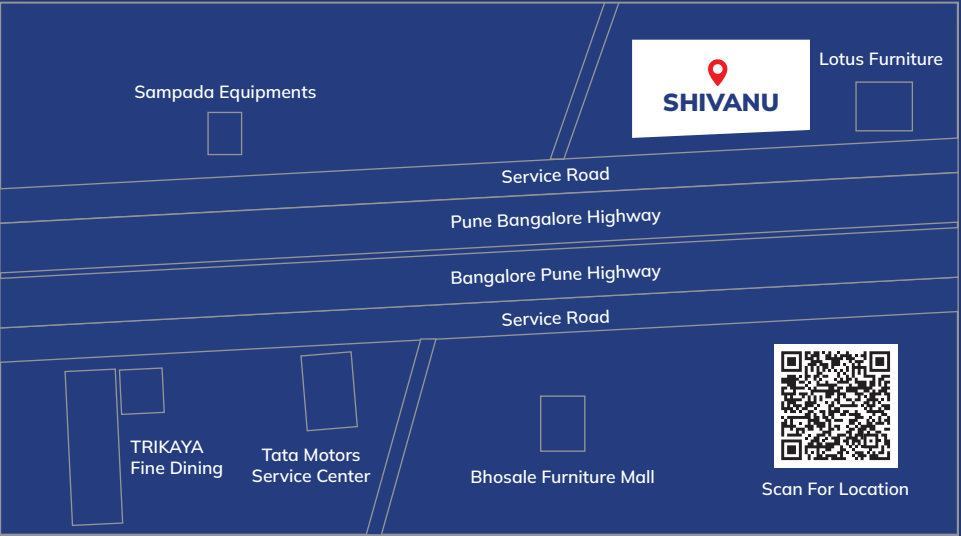 Lotus Furniture
SHIVANU
Sampada Equipments
Service Road
Pune Bangalore Highway
Bangalore Pune Highway
Service Road
TRIKAYA
Fine Dining
Tata Motors
Service Center
Bhosale Furniture Mall
Scan For Location